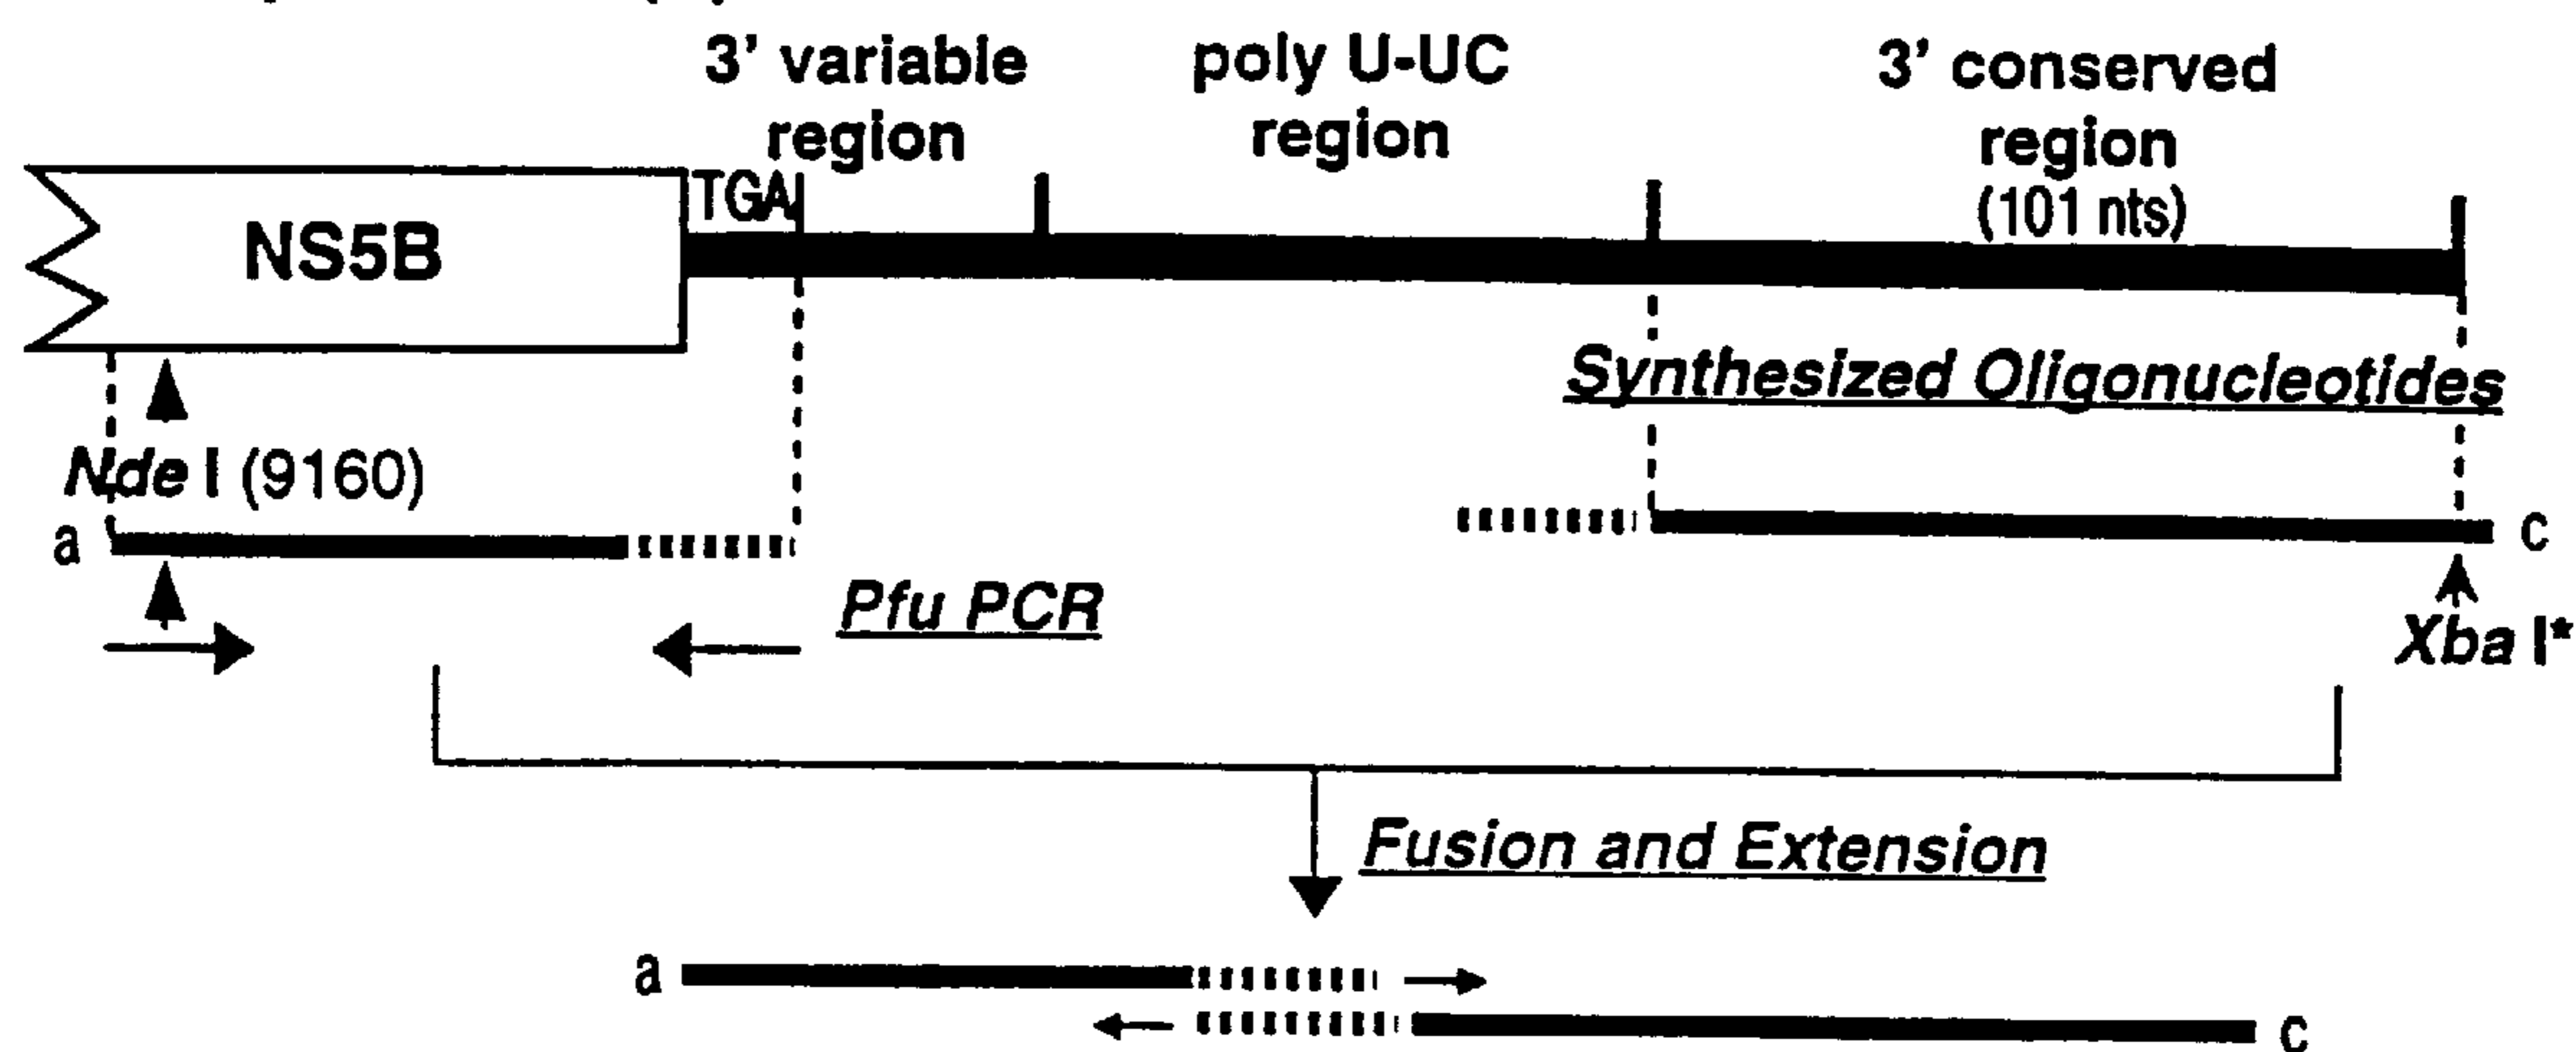 3' variable
region
poly U-UC
region
3' conserved
region
(101 nts)
TGA
NS5B
Synthesized Oligonucleotides
Nde I (9160)
a
c
Pfu PCR
Xba I*
Fusion and Extension
a
c